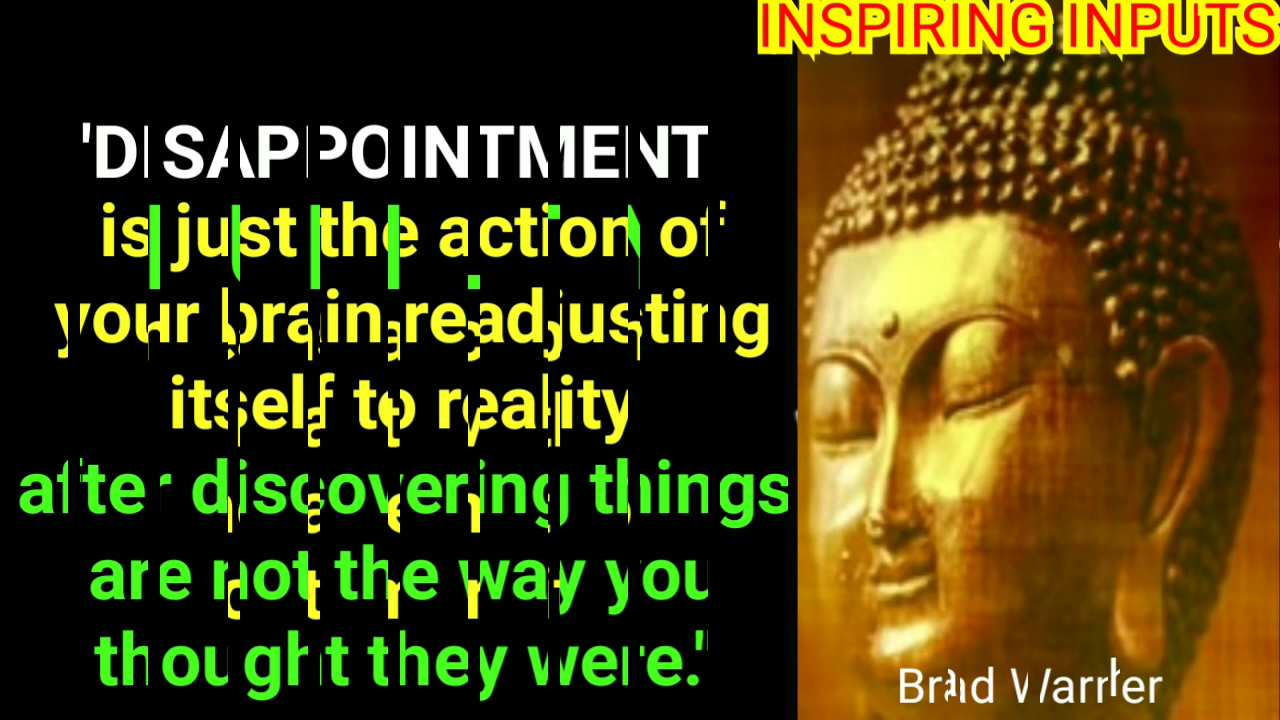 INSPIRING INPUTS
'DISAPPOINTMENT
is just the action of
your brain readjusting
itself to reality
after discovering things
are not the way you
thought they were.'
Brad